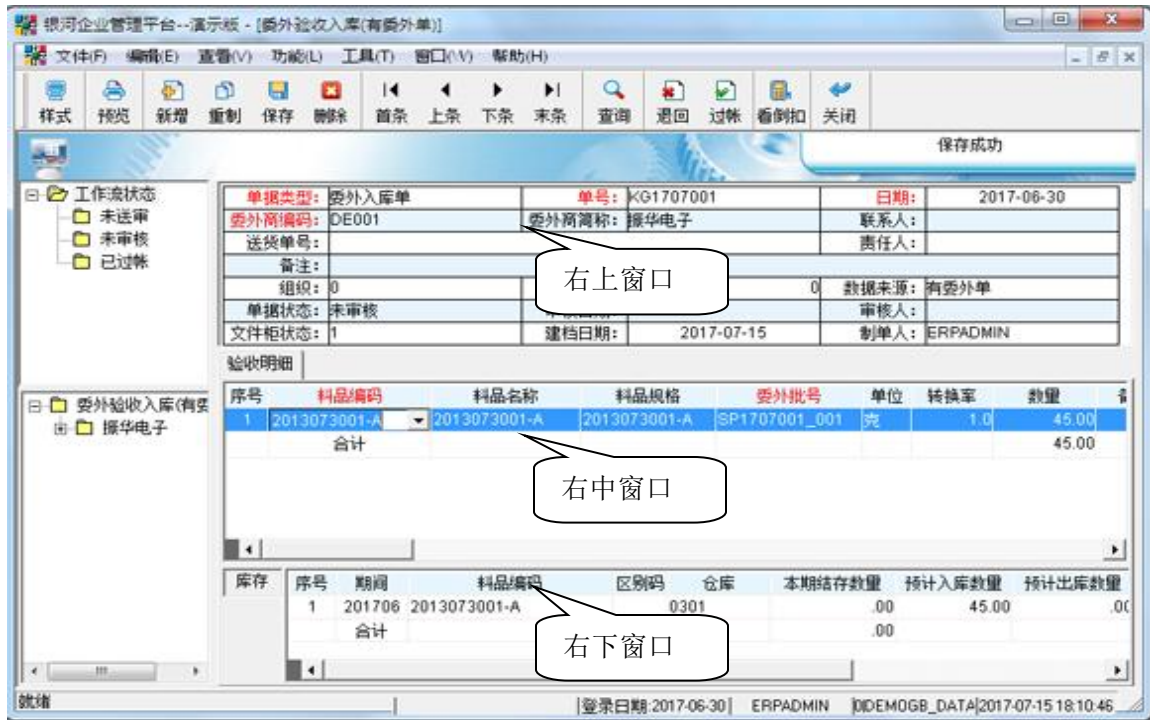 银河企业管理平台--演示版 - [委外验收入库(有委外单)]
文件(F) 编辑(E) 查看(V) 功能(L) 工具(T) 窗口(W) 帮助(H)
样式 预览 新增 重制 保存 删除 首条 上条 下条 末条 查询 退回 过帐 看倒扣 关闭
保存成功
工作流状态
未送审
未审核
已过帐
委外验收入库(有委
振华电子
单据类型: 委外入库单 单号: KG1707001 日期: 2017-06-30
委外商编码: DE001 委外商简称: 振华电子 联系人:
送货单号: 责任人:
备注:
组织: 0 0 数据来源: 有委外单
单据状态: 未审核 审核人:
文件柜状态: 1 建档日期: 2017-07-15 制单人: ERPADMIN
右上窗口
验收明细
序号 料品编码 料品名称 料品规格 委外批号 单位 转换率 数量
1 2013073001-A 2013073001-A 2013073001-A SP1707001_001 克 1.0 45.00
合计 45.00
右中窗口
库存
序号 期间 料品编码 区别码 仓库 本期结存数量 预计入库数量 预计出库数量
1 201706 2013073001-A 0301 .00 45.00 .00
合计 .00
右下窗口
就绪 登录日期:2017-06-30 ERPADMIN 0IDEMOGB_DATA 2017-07-15 18:10:46